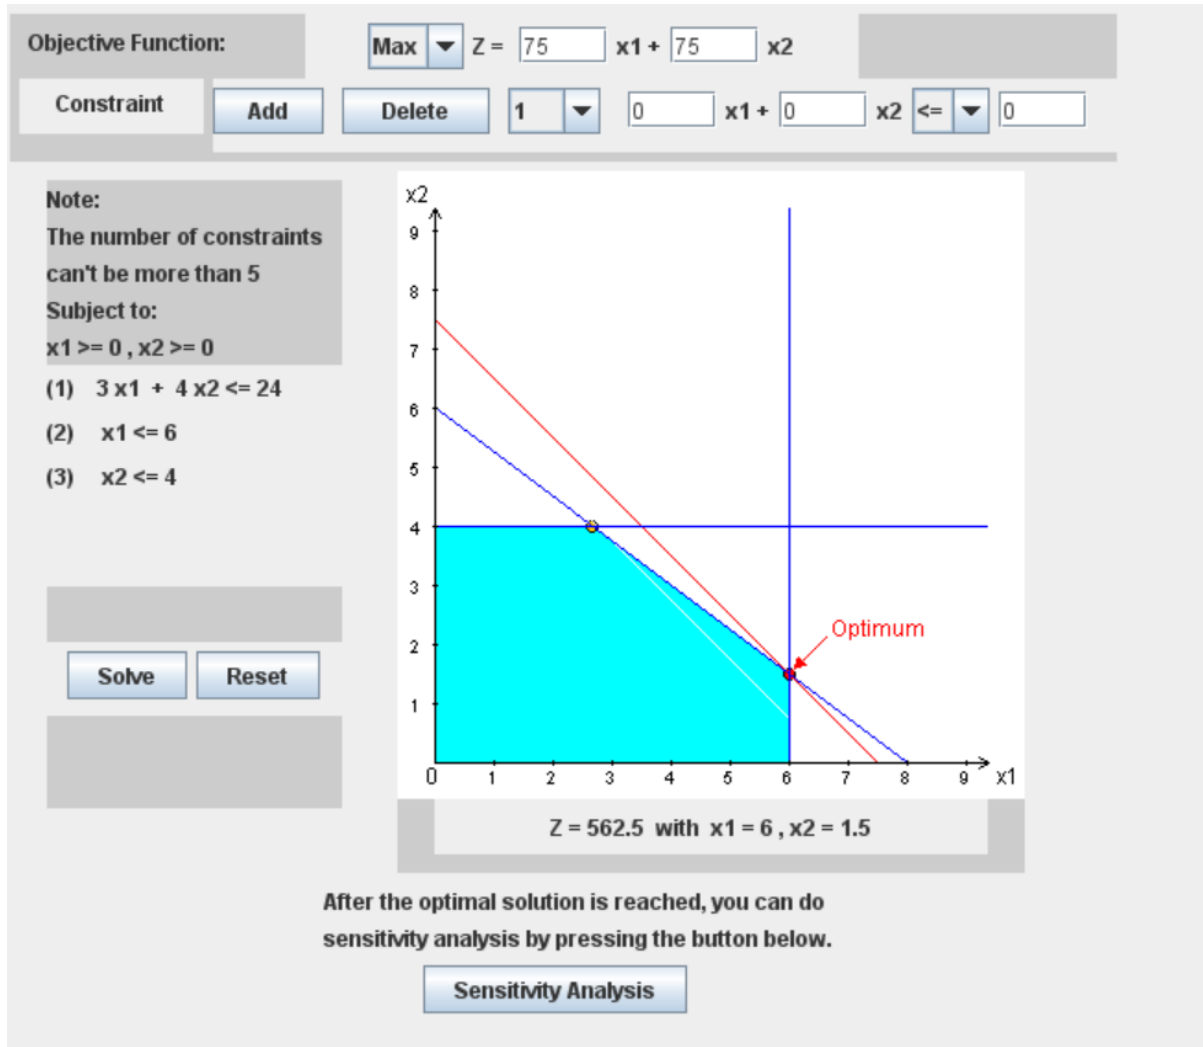 Objective Function: Max Z = 75 x1 + 75 x2
Constraint Add Delete 1 0 x1 + 0 x2 <= 0
Note:
The number of constraints
can't be more than 5
Subject to:
x1 >= 0 , x2 >= 0
(1) 3 x1 + 4 x2 <= 24
(2) x1 <= 6
(3) x2 <= 4
Solve Reset
x2
9
8
7
6
5
4
3
2
1
Optimum
0 1 2 3 4 5 6 7 8 9 x1
Z = 562.5 with x1 = 6 , x2 = 1.5
After the optimal solution is reached, you can do
sensitivity analysis by pressing the button below.
Sensitivity Analysis